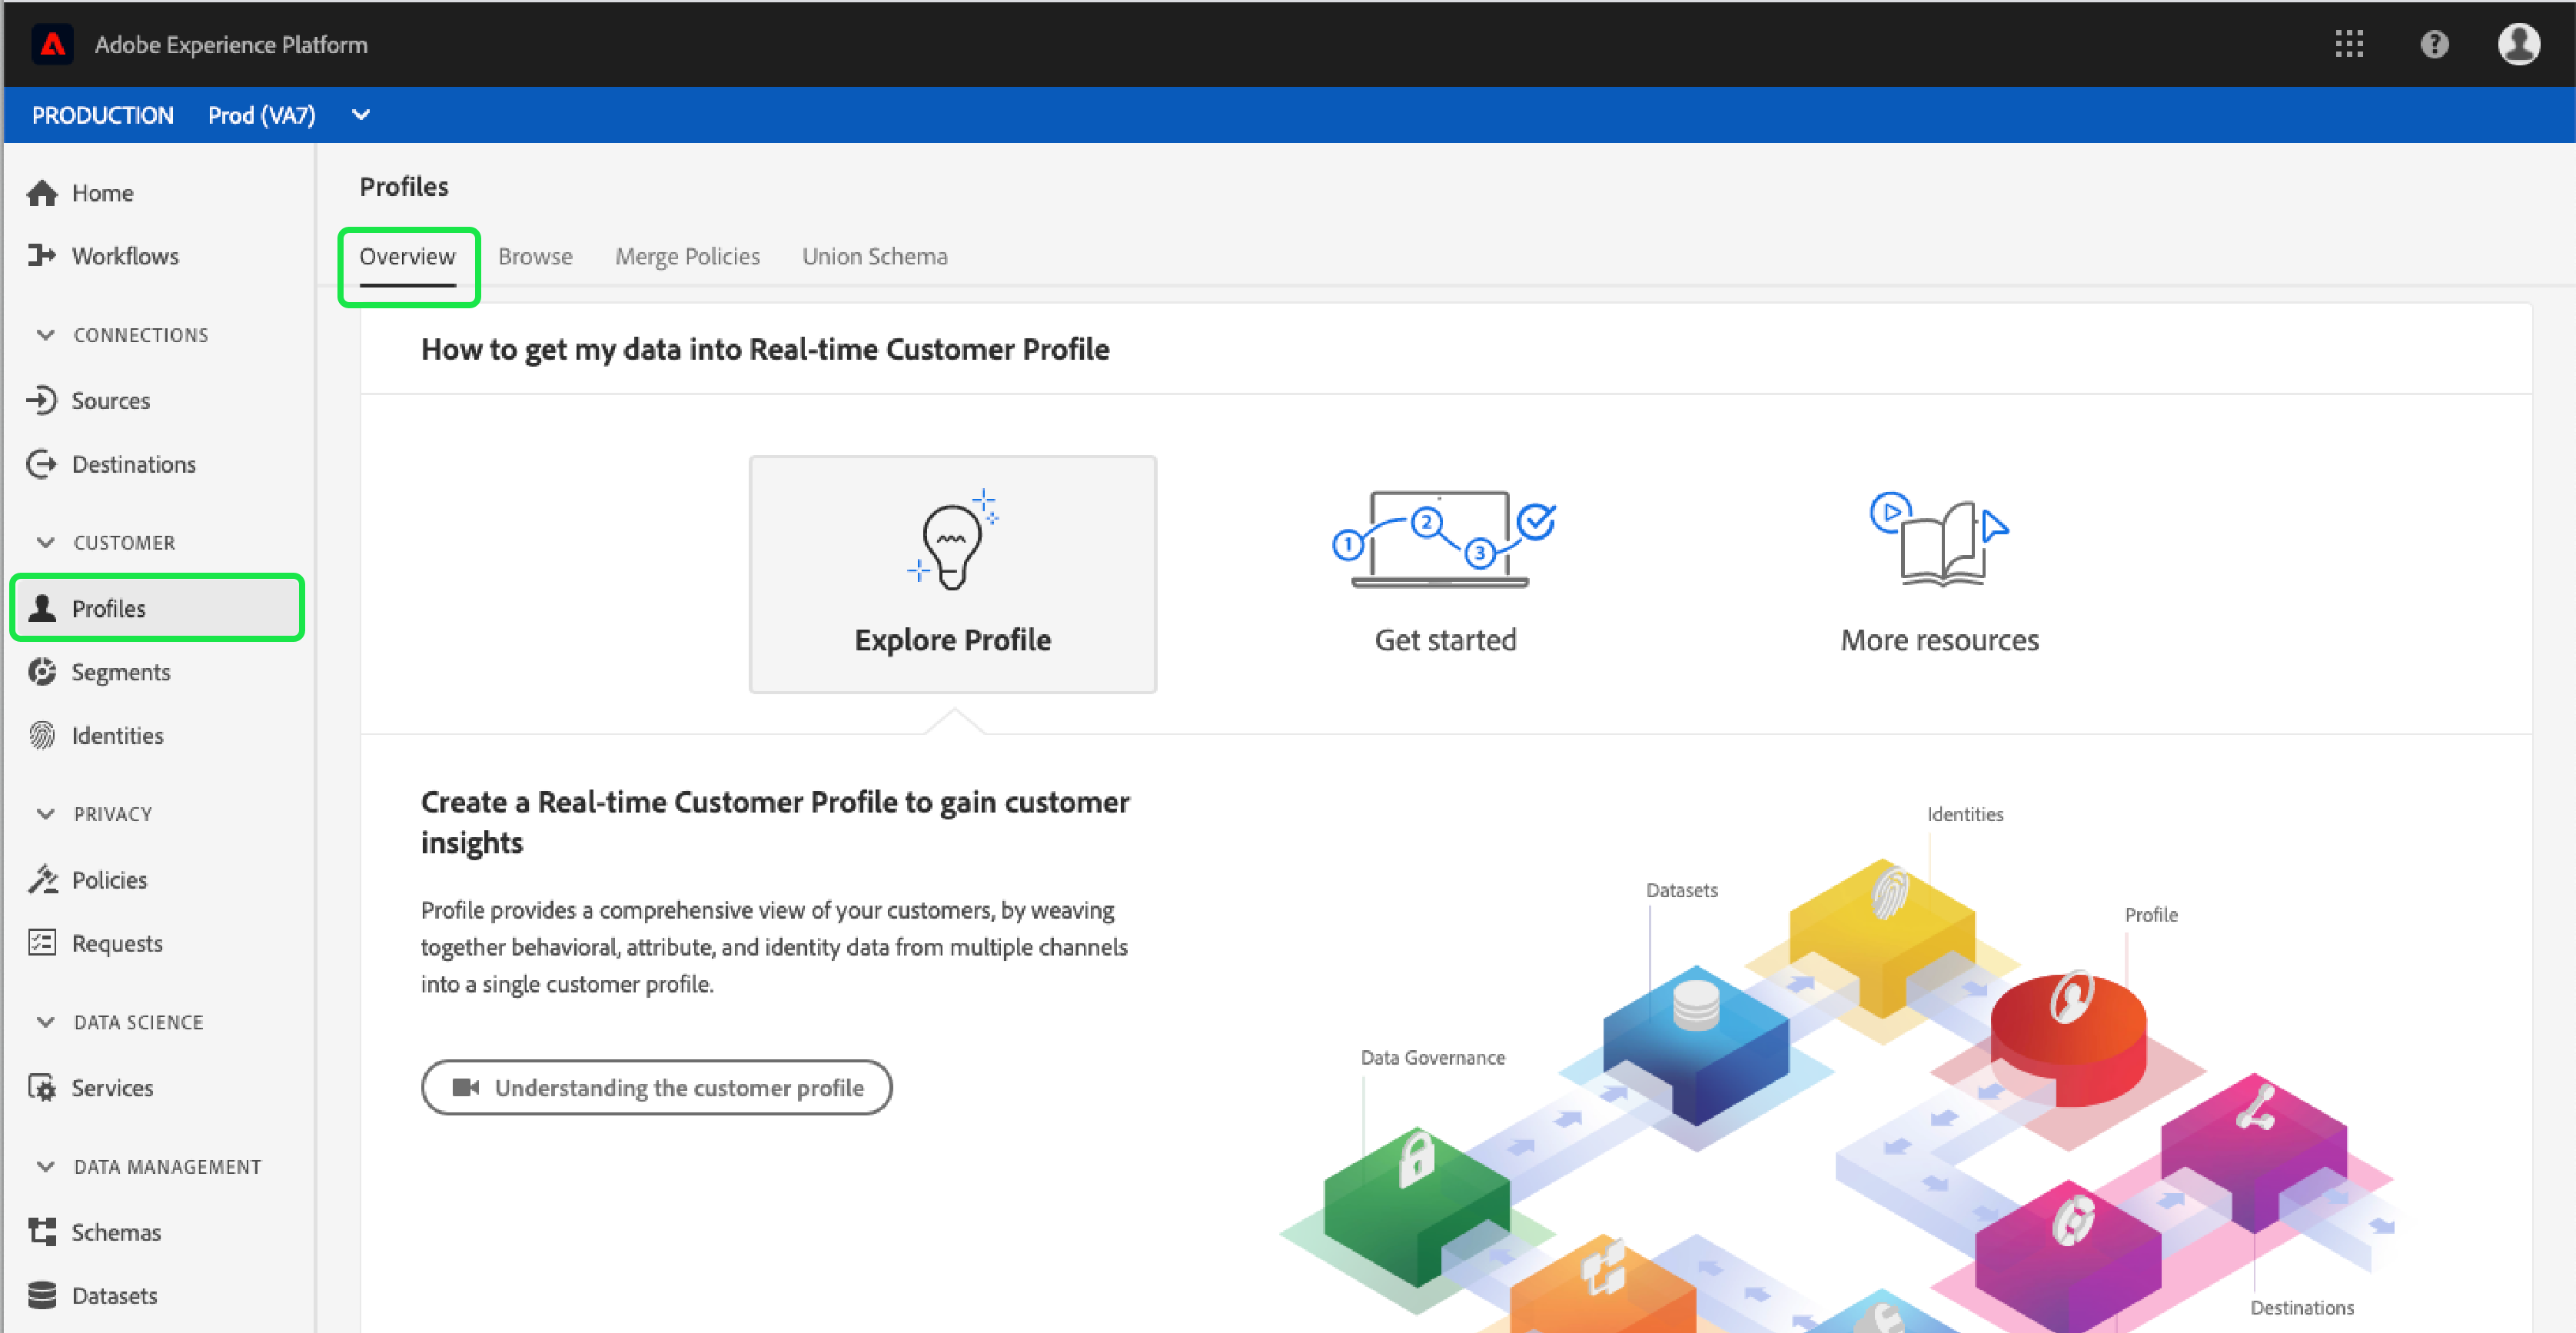 Adobe Experience Platform
PRODUCTION Prod (VA7)
Home
Workflows
CONNECTIONS
Sources
Destinations
CUSTOMER
Profiles
Segments
Identities
PRIVACY
Policies
Requests
DATA SCIENCE
Services
DATA MANAGEMENT
Schemas
Datasets
Profiles
Overview Browse Merge Policies Union Schema
How to get my data into Real-time Customer Profile
1 2 3
Explore Profile Get started More resources
Create a Real-time Customer Profile to gain customer
insights
Profile provides a comprehensive view of your customers, by weaving
together behavioral, attribute, and identity data from multiple channels
into a single customer profile.
Understanding the customer profile
Identities
Datasets
Profile
Data Governance
Destinations